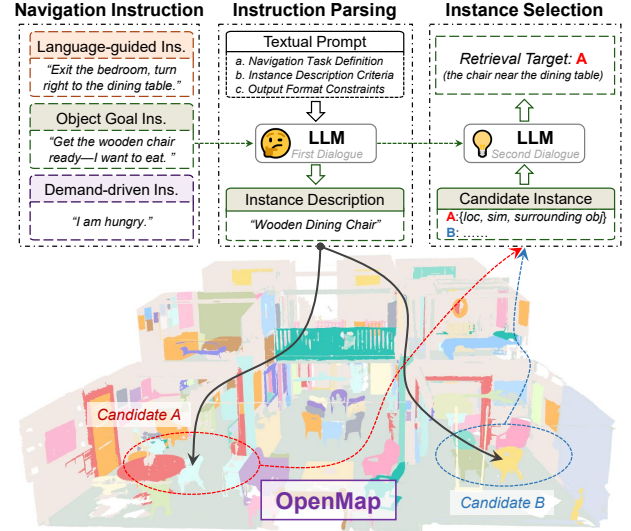 Navigation Instruction
Language-guided Ins.
“Exit the bedroom, turn
right to the dining table.”
Object Goal Ins.
“Get the wooden chair
ready—I want to eat. ”
Demand-driven Ins.
“I am hungry.”
Instruction Parsing
Textual Prompt
a. Navigation Task Definition
b. Instance Description Criteria
c. Output Format Constraints
LLM
First Dialogue
Instance Description
“Wooden Dining Chair”
Instance Selection
Retrieval Target: A
(the chair near the dining table)
LLM
Second Dialogue
Candidate Instance
A:{loc, sim, surrounding obj}
B: ……
Candidate A
OpenMap
Candidate B